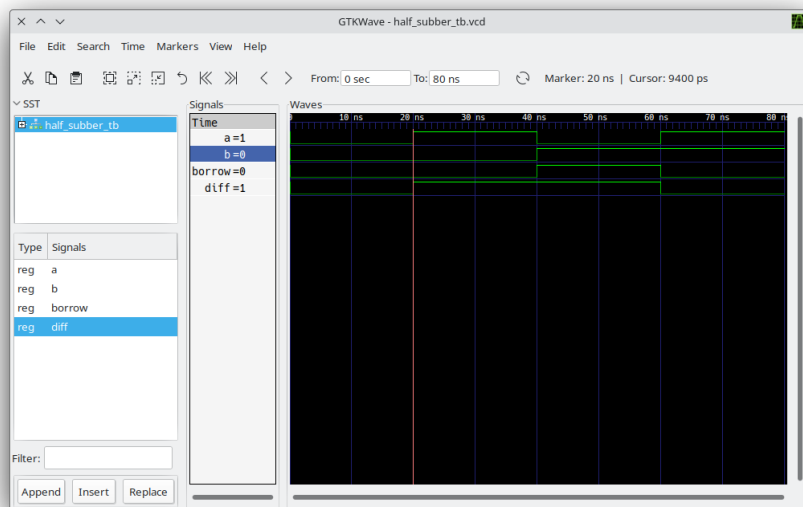 GTKWave - half_subber_tb.vcd
File Edit Search Time Markers View Help
From: 0 sec To: 80 ns Marker: 20 ns | Cursor: 9400 ps
SST
half_subber_tb
Type Signals
reg a
reg b
reg borrow
reg diff
Filter:
Append Insert Replace
Signals
Time
a=1
b=0
borrow=0
diff=1
Waves
10 ns 20 ns 30 ns 40 ns 50 ns 60 ns 70 ns 80 ns